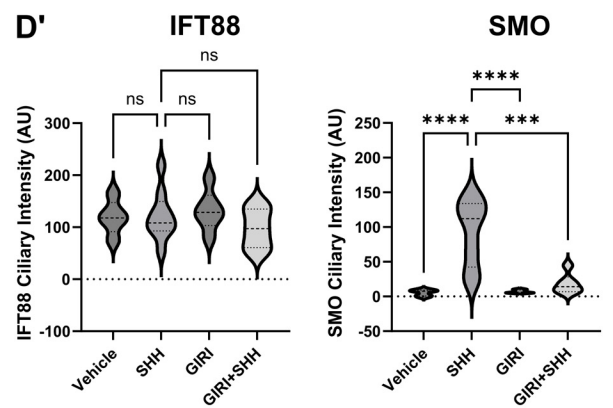 D'
IFT88
SMO
ns
ns
ns
****
****
***
IFT88 Ciliary Intensity (AU)
300
200
100
0
-100
Vehicle
SHH
GIRI
GIRI+SHH
SMO Ciliary Intensity (AU)
250
200
150
100
50
0
-50
Vehicle
SHH
GIRI
GIRI+SHH